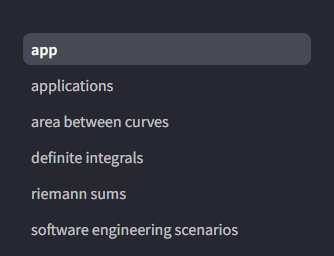 app
applications
area between curves
definite integrals
riemann sums
software engineering scenarios